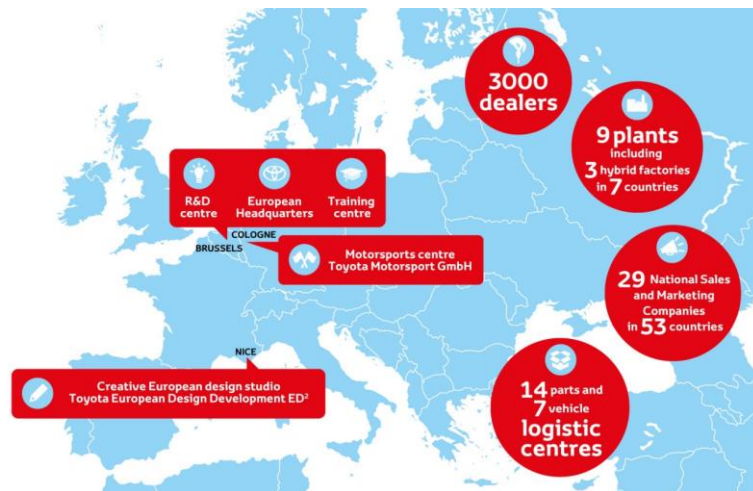 3000
dealers
9 plants
including
3 hybrid factories
in 7 countries
R&D
centre
European
Headquarters
Training
centre
COLOGNE
BRUSSELS
Motorsports centre
Toyota Motorsport GmbH
29 National Sales
and Marketing
Companies
in 53 countries
NICE
Creative European design studio
Toyota European Design Development ED²
14 parts and
7 vehicle
logistic
centres